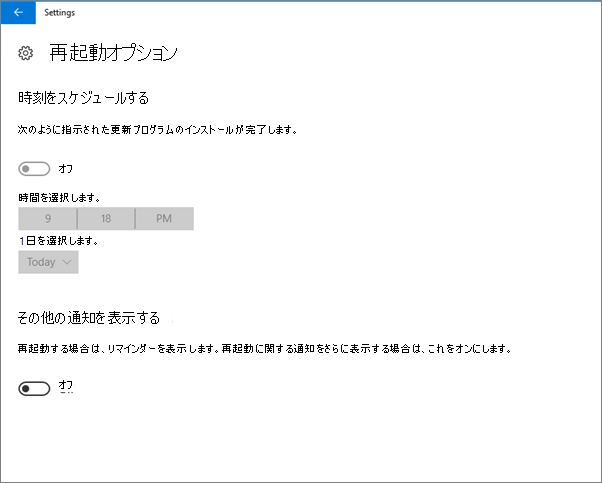 Settings
再起動オプション
時刻をスケジュールする
次のように指示された更新プログラムのインストールが完了します。
オフ
時間を選択します。
9 18 PM
1日を選択します。
Today
その他の通知を表示する
再起動する場合は、リマインダーを表示します。再起動に関する通知をさらに表示する場合は、これをオンにします。
オフ